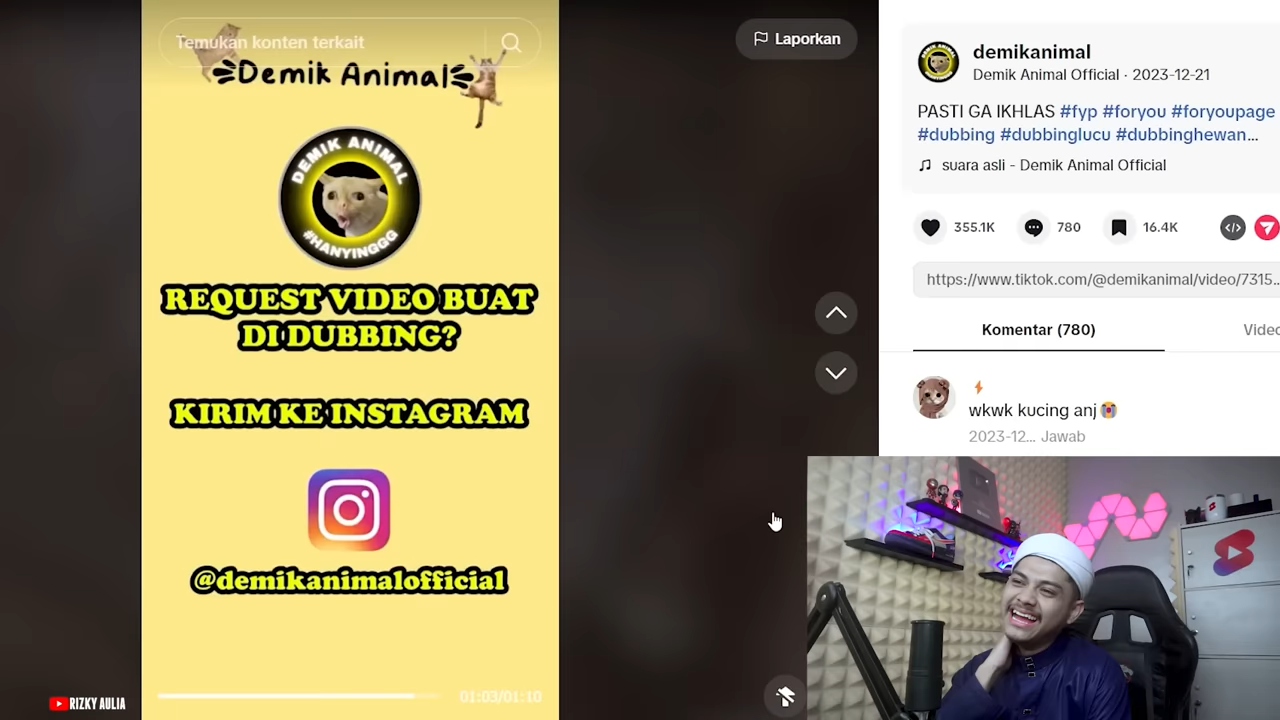 Temukan konten terkait
Demik Animal
DEMIK ANIMAL
#HANYINGGG
REQUEST VIDEO BUAT
DI DUBBING?
KIRIM KE INSTAGRAM
@demikanimalofficial
01:03/01:10
RIZKY AULIA
Laporkan
demikanimal
Demik Animal Official · 2023-12-21
PASTI GA IKHLAS #fyp #foryou #foryoupage
#dubbing #dubbinglucu #dubbinghewan...
suara asli - Demik Animal Official
355.1K 780 16.4K
https://www.tiktok.com/@demikanimal/video/7315...
Komentar (780) Video
wkwk kucing anj😭
2023-12... Jawab